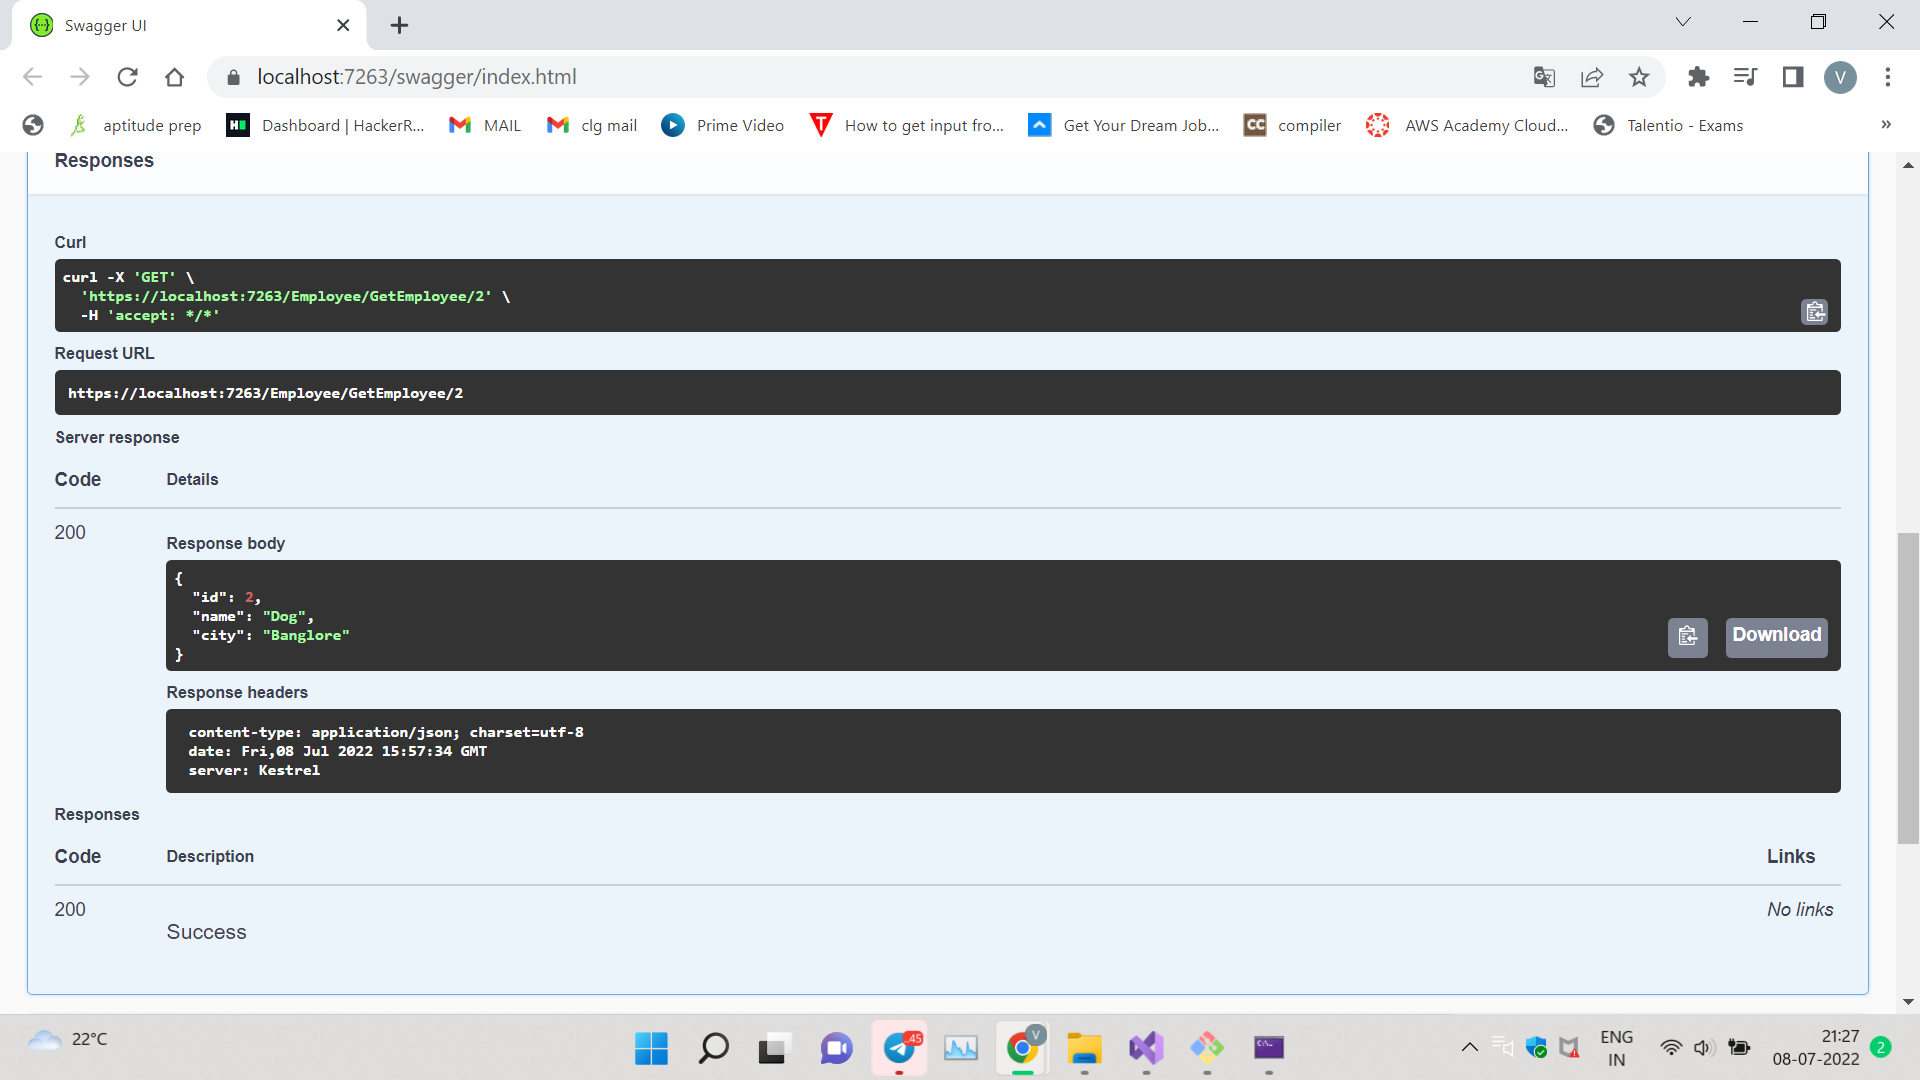 Swagger UI
localhost:7263/swagger/index.html
V
aptitude prep
Dashboard | HackerR...
MAIL
clg mail
Prime Video
How to get input fro...
Get Your Dream Job...
CC
compiler
AWS Academy Cloud...
Talentio - Exams
»
Responses
Curl
curl -X 'GET' \
'https://localhost:7263/Employee/GetEmployee/2' \
-H 'accept: */*'
Request URL
https://localhost:7263/Employee/GetEmployee/2
Server response
Code Details
200
Response body
{
"id": 2,
"name": "Dog",
"city": "Banglore"
}
Download
Response headers
content-type: application/json; charset=utf-8
date: Fri,08 Jul 2022 15:57:34 GMT
server: Kestrel
Responses
Code Description Links
200
Success
No links
22°C
45
V
ENG
IN
21:27
08-07-2022
2